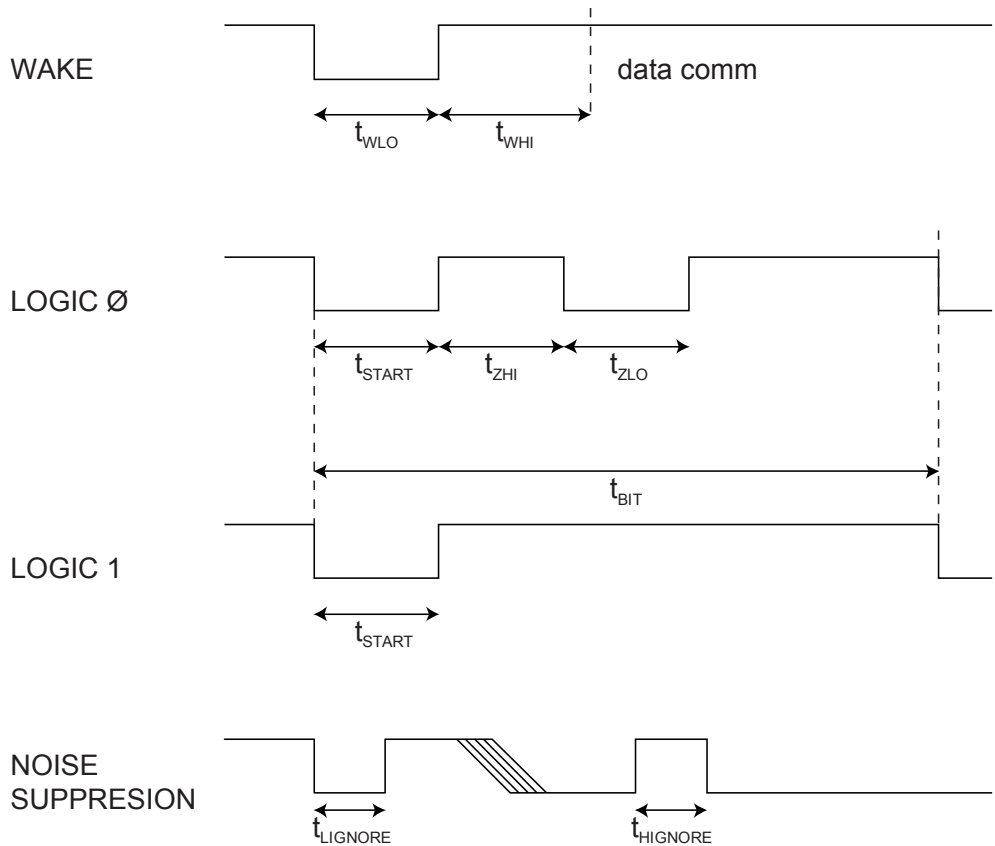 WAKE
data comm
tWLO
tWHI
LOGIC Ø
tSTART
tZHI
tZLO
tBIT
LOGIC 1
tSTART
NOISE
SUPPRESION
tLIGNORE
tHIGNORE